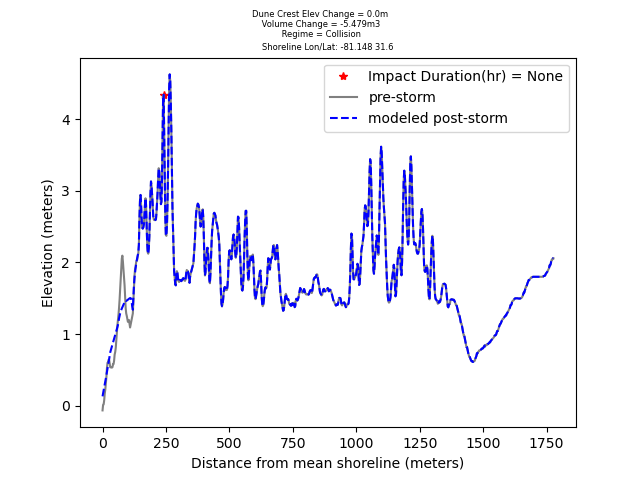 Dune Crest Elev Change = 0.0m
Volume Change = -5.479m3
Regime = Collision
Shoreline Lon/Lat: -81.148 31.6
Impact Duration(hr) = None
pre-storm
modeled post-storm
Elevation (meters)
4
3
2
1
0
0 250 500 750 1000 1250 1500 1750
Distance from mean shoreline (meters)